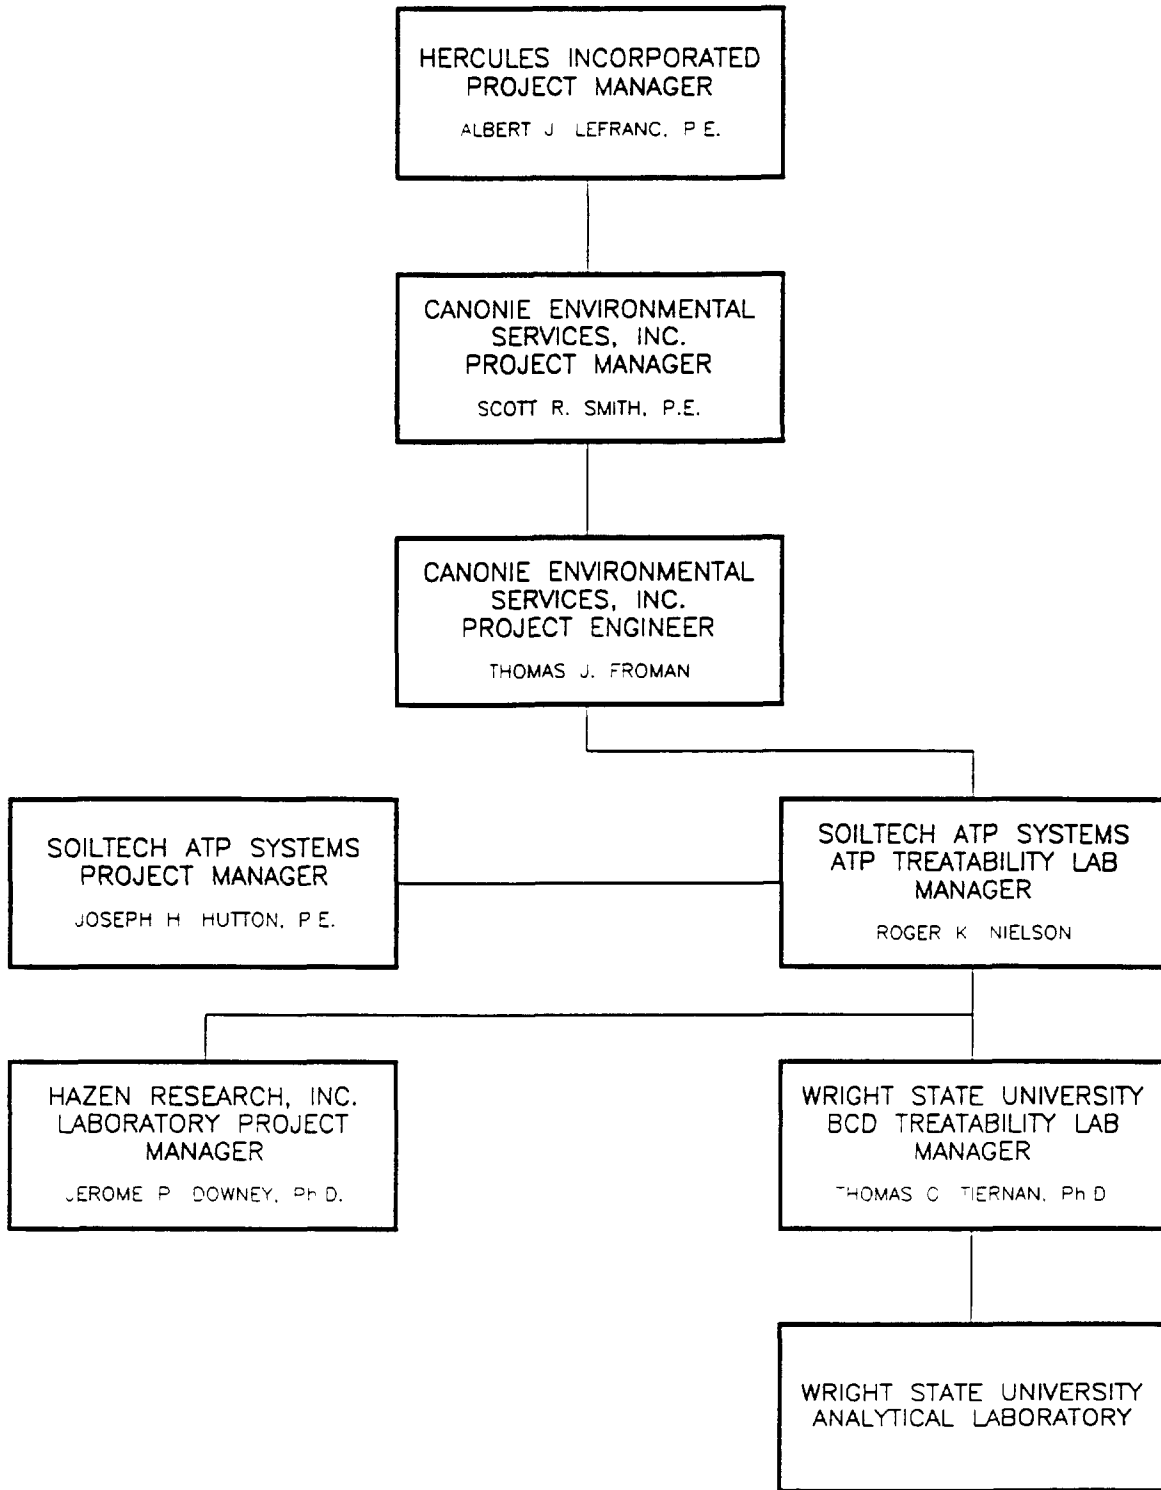 HERCULES INCORPORATED
PROJECT MANAGER
ALBERT J LEFRANC, P E.
CANONIE ENVIRONMENTAL
SERVICES, INC.
PROJECT MANAGER
SCOTT R. SMITH, P.E.
CANONIE ENVIRONMENTAL
SERVICES, INC.
PROJECT ENGINEER
THOMAS J. FROMAN
SOILTECH ATP SYSTEMS
PROJECT MANAGER
JOSEPH H HUTTON, P E.
SOILTECH ATP SYSTEMS
ATP TREATABILITY LAB
MANAGER
ROGER K NIELSON
HAZEN RESEARCH, INC.
LABORATORY PROJECT
MANAGER
JEROME P DOWNEY, Ph D.
WRIGHT STATE UNIVERSITY
BCD TREATABILITY LAB
MANAGER
THOMAS O TIERNAN, Ph D
WRIGHT STATE UNIVERSITY
ANALYTICAL LABORATORY